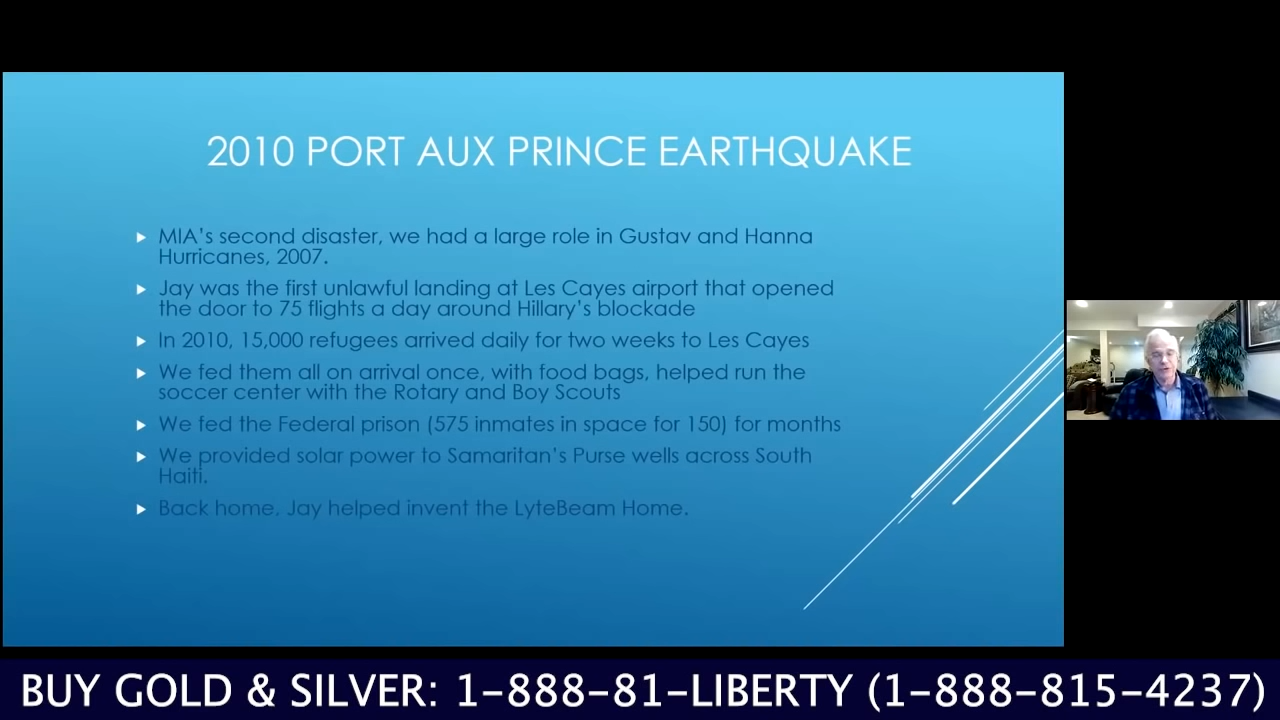 2010 PORT AUX PRINCE EARTHQUAKE
MIA's second disaster, we had a large role in Gustav and Hanna
Hurricanes, 2007.
Jay was the first unlawful landing at Les Cayes airport that opened
the door to 75 flights a day around Hillary's blockade
In 2010, 15,000 refugees arrived daily for two weeks to Les Cayes
We fed them all on arrival once, with food bags, helped run the
soccer center with the Rotary and Boy Scouts
We fed the Federal prison (575 inmates in space for 150) for months
We provided solar power to Samaritan's Purse wells across South
Haiti.
Back home, Jay helped invent the LyteBeam Home.
BUY GOLD & SILVER: 1-888-81-LIBERTY (1-888-815-4237)